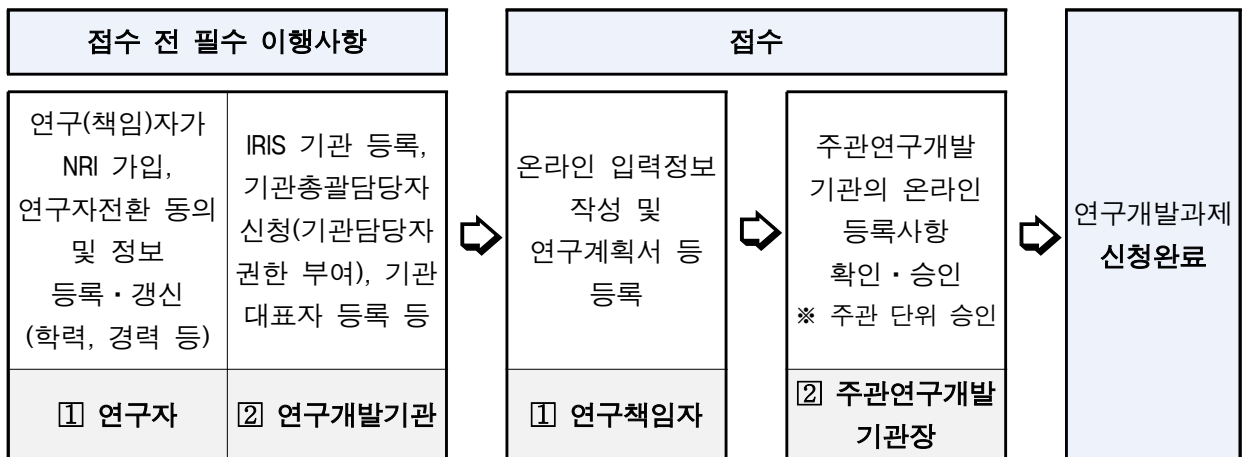 접수 전 필수 이행사항
연구(책임)자가
NRI 가입,
연구자전환 동의
및 정보
등록・갱신
(학력, 경력 등)
1 연구자
IRIS 기관 등록,
기관총괄담당자
신청(기관담당자
권한 부여), 기관
대표자 등록 등
2 연구개발기관
접수
온라인 입력정보
작성 및
연구계획서 등
등록
1 연구책임자
주관연구개발
기관의 온라인
등록사항
확인・승인
※ 주관 단위 승인
2 주관연구개발
기관장
연구개발과제
신청완료